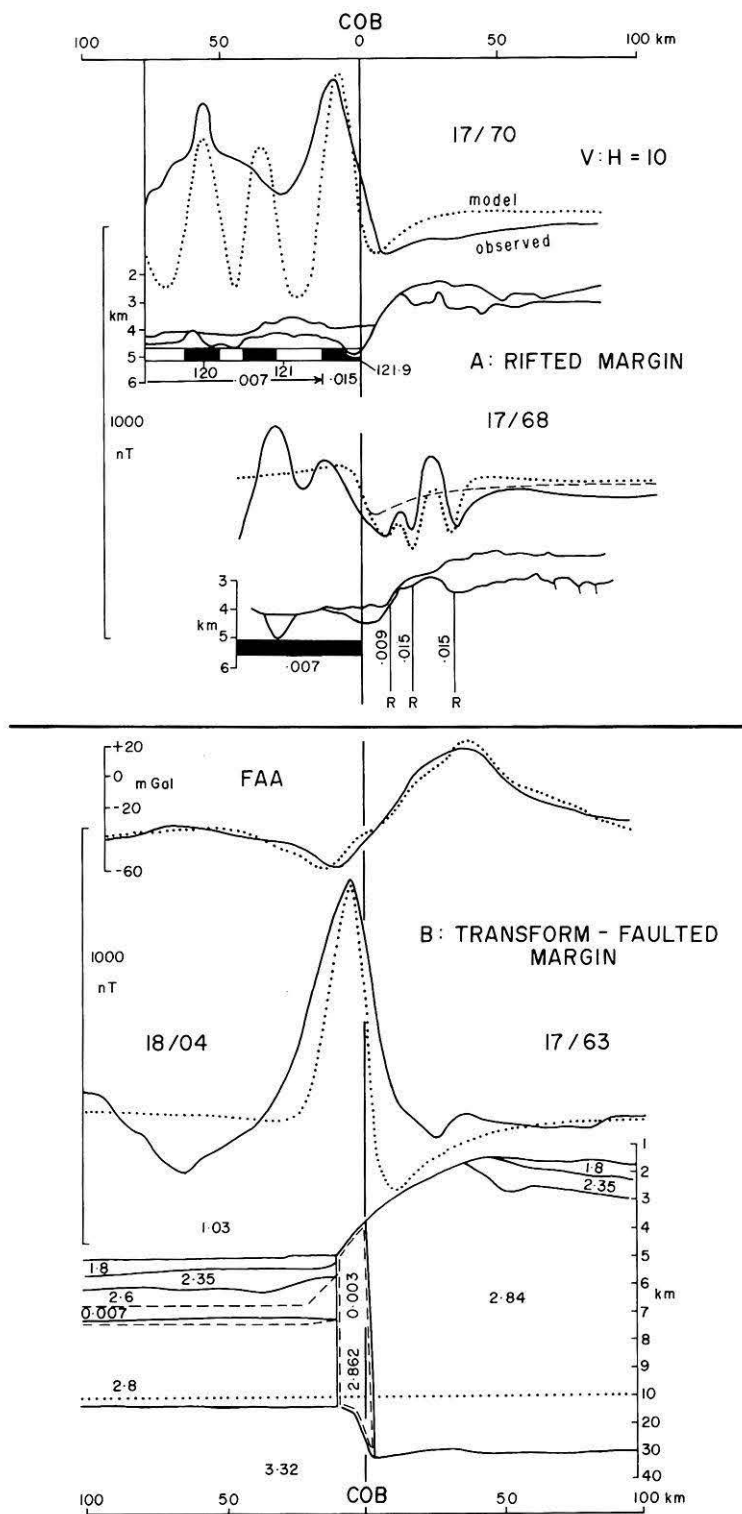 COB
100 50 0 50 100 km
17/70
V:H = 10
model
observed
2
3
km
4
5
6
120 121 121·9
·007 ·015
A: RIFTED MARGIN
1000
nT
17/68
3
4
km
5
6
·007
·009
·015
·015
R R R
+20
0
mGal
-20
-60
FAA
B: TRANSFORM – FAULTED
MARGIN
1000
nT
18/04 17/63
1
2
3
4
5
6
km
7
8
9
10
20
30
40
1·8
2·35
1·03
1·8
2·35
2·6
0·007
0·003
2·84
2·862
2·8
3·32
100 50 COB 50 100 km